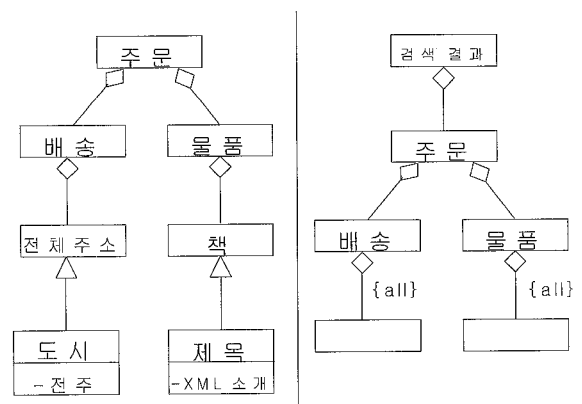 주문
배송
물품
전체주소
책
도시
-전주
제목
-XML 소개
검색 결과
주문
배송
물품
{all}
{all}